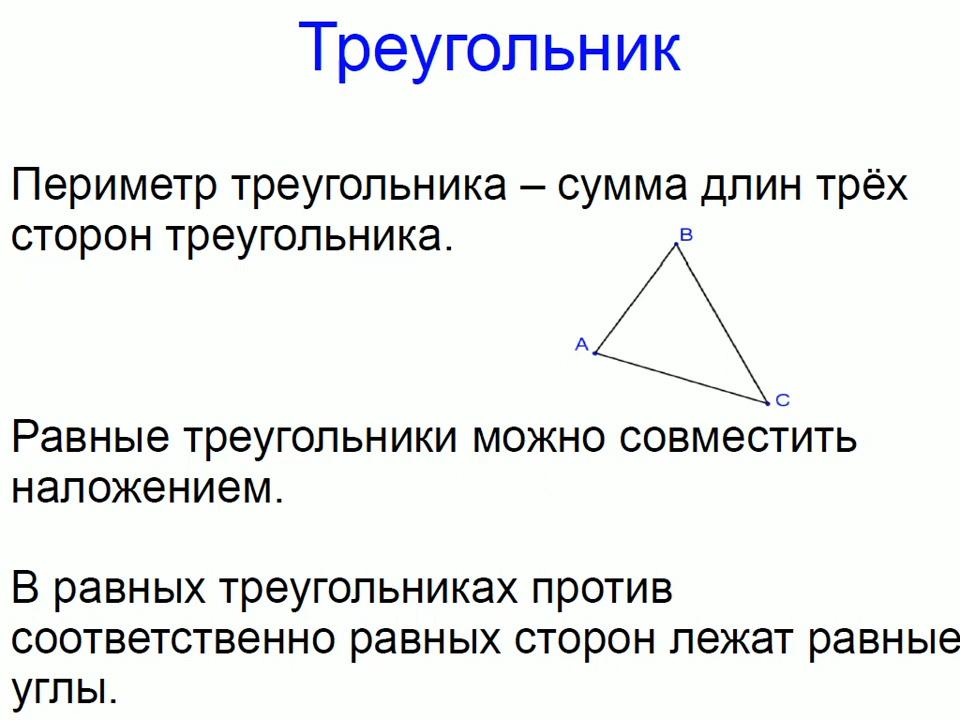 Треугольник
Периметр треугольника – сумма длин трёх
сторон треугольника.
B
A
C
Равные треугольники можно совместить
наложением.
В равных треугольниках против
соответственно равных сторон лежат равные
углы.